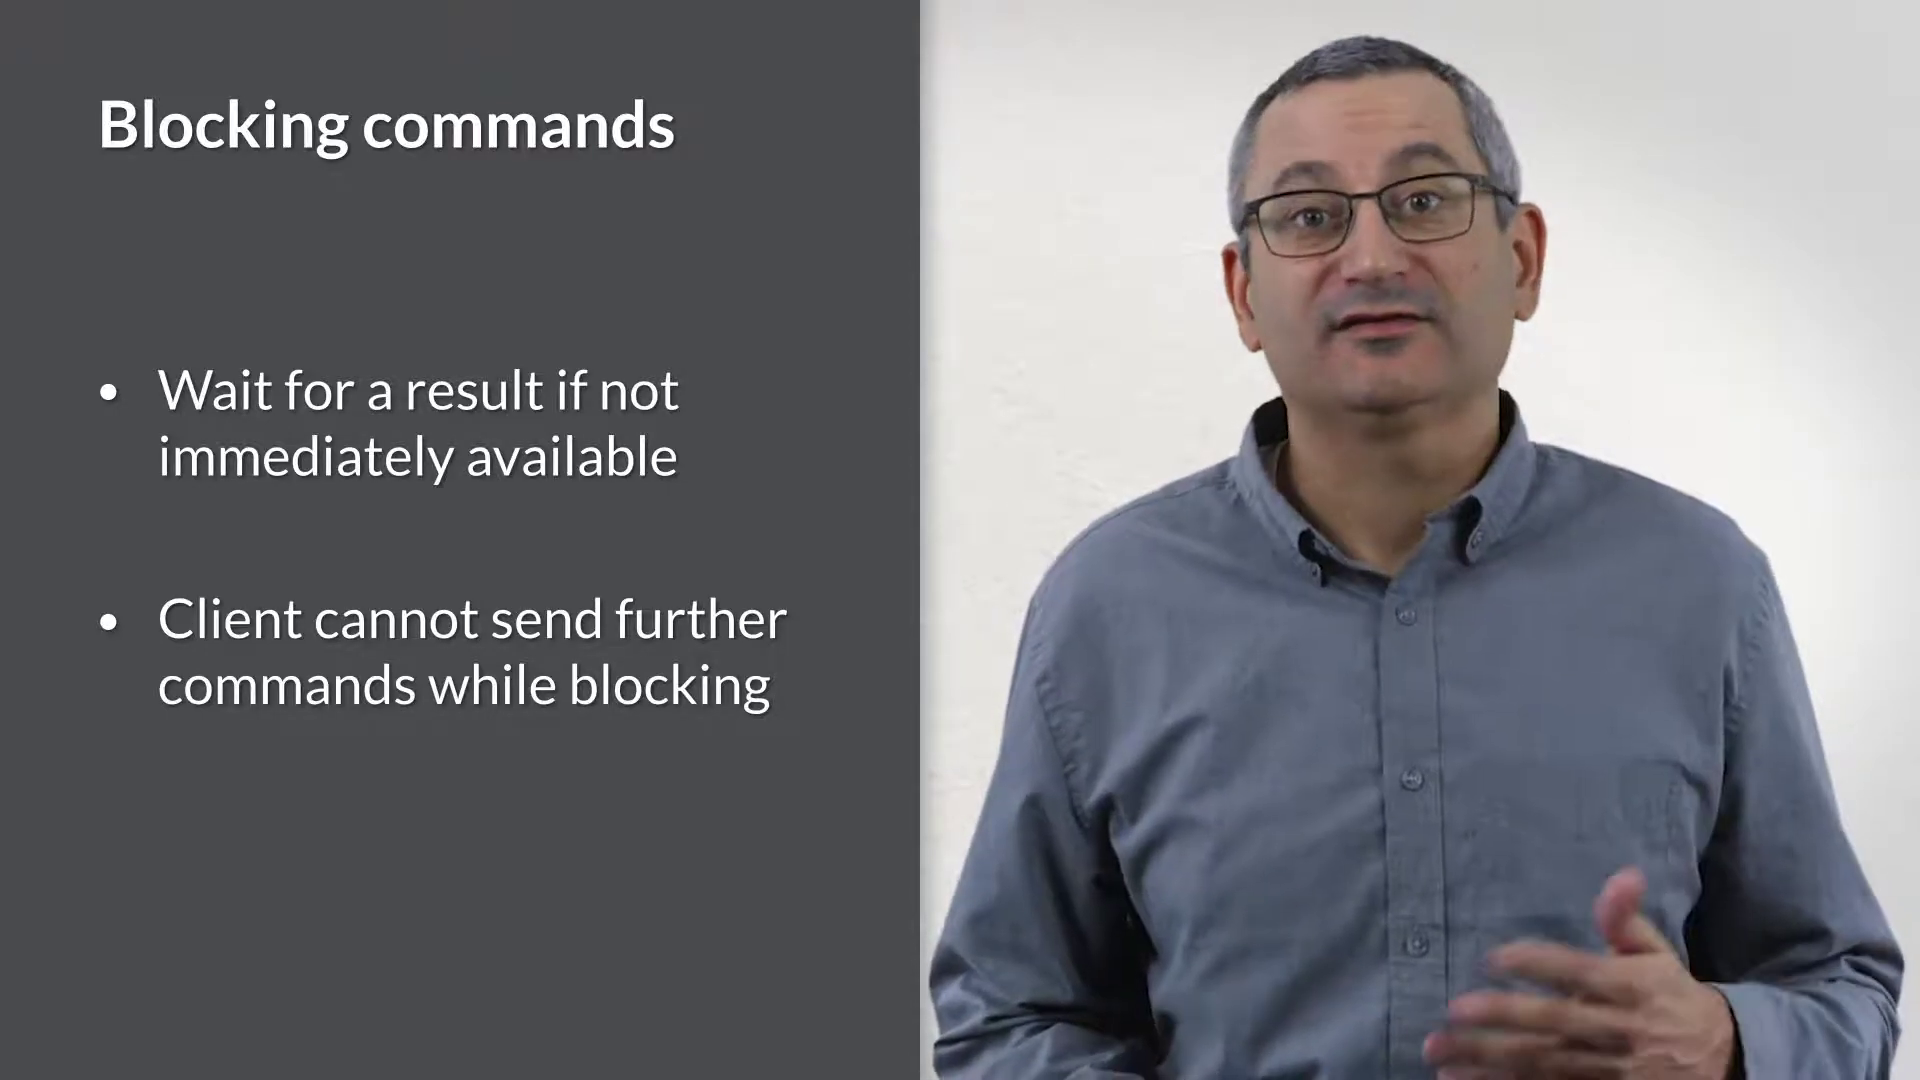 Blocking commands
• Wait for a result if not
immediately available
• Client cannot send further
commands while blocking